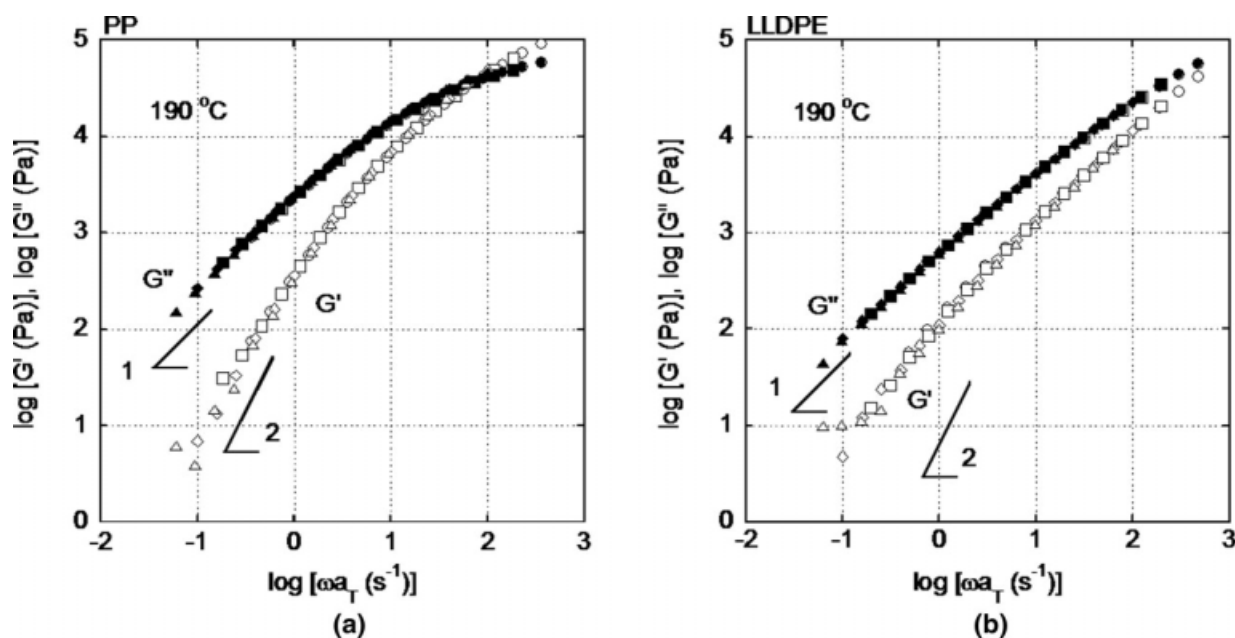 PP
5
4
3
2
1
0
190 °C
G"
G'
1
2
-2
-1
0
1
2
3
log [G' (Pa)], log [G" (Pa)]
log [ωa_T (s⁻¹)]
(a)
LLDPE
5
4
3
2
1
0
190 °C
G"
G'
1
2
-2
-1
0
1
2
3
log [G' (Pa)], log [G" (Pa)]
log [ωa_T (s⁻¹)]
(b)